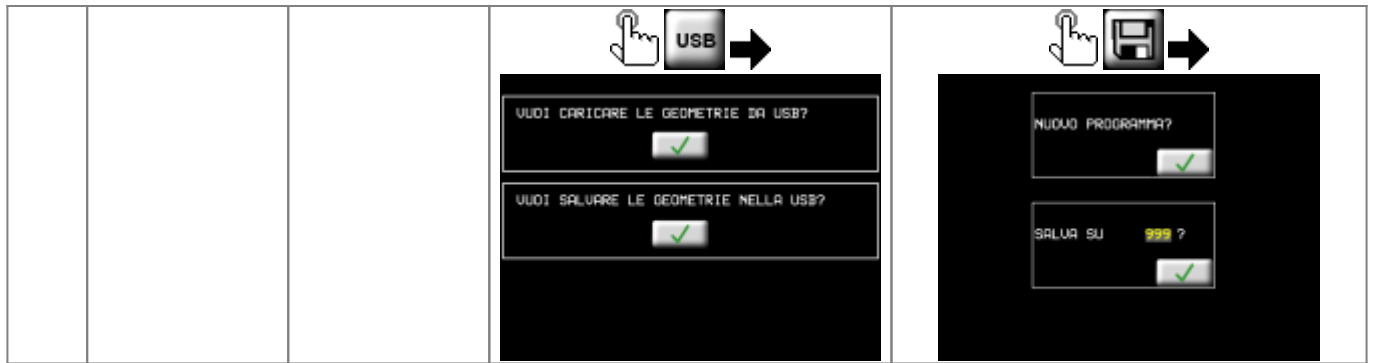 USB
VUOI CARICARE LE GEOMETRIE DA USB?
VUOI SALVARE LE GEOMETRIE NELLA USB?
NUOVO PROGRAMMA?
SALVA SU 999 ?